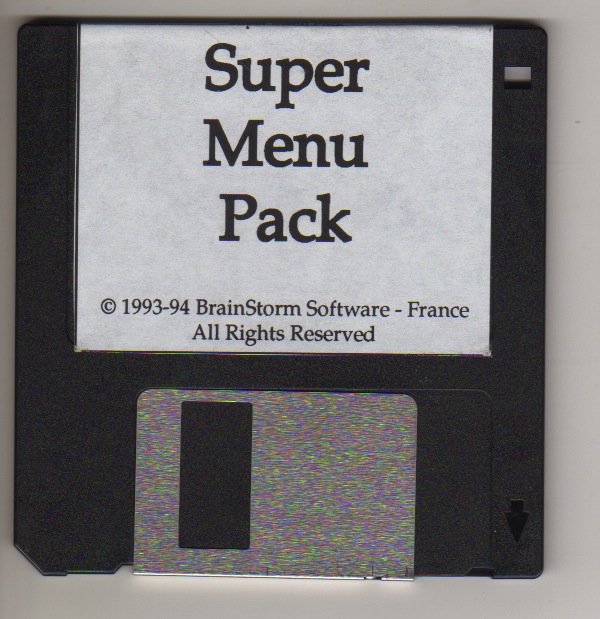 Super
Menu
Pack
© 1993-94 BrainStorm Software - France
All Rights Reserved